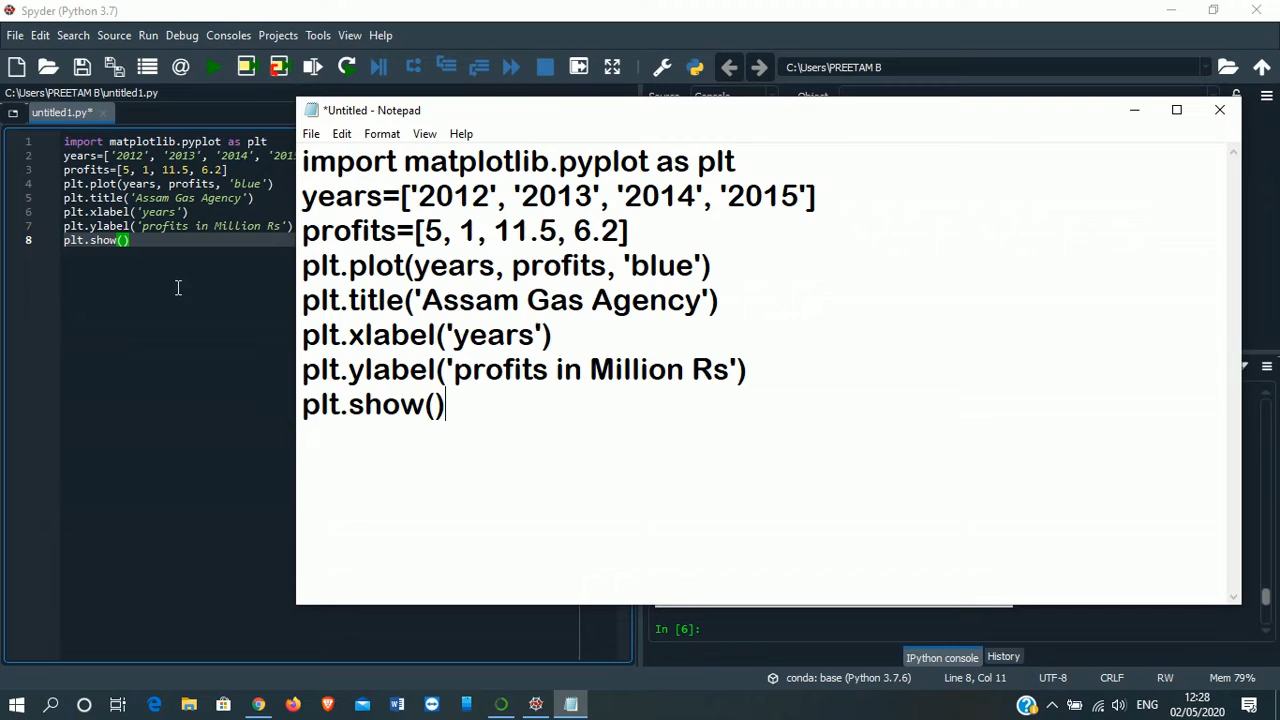 Spyder (Python 3.7)
File Edit Search Source Run Debug Consoles Projects Tools View Help
C:\Users\PREETAM B
C:\Users\PREETAM B\untitled1.py
untitled1.py*
1 import matplotlib.pyplot as plt
2 years=['2012', '2013', '2014', '201
3 profits=[5, 1, 11.5, 6.2]
4 plt.plot(years, profits, 'blue')
5 plt.title('Assam Gas Agency')
6 plt.xlabel('years')
7 plt.ylabel('profits in Million Rs')
8 plt.show()
*Untitled - Notepad
File Edit Format View Help
import matplotlib.pyplot as plt
years=['2012', '2013', '2014', '2015']
profits=[5, 1, 11.5, 6.2]
plt.plot(years, profits, 'blue')
plt.title('Assam Gas Agency')
plt.xlabel('years')
plt.ylabel('profits in Million Rs')
plt.show()
In [6]:
IPython console History
conda: base (Python 3.7.6) Line 8, Col 11 UTF-8 CRLF RW Mem 79%
ENG
12:28
02/05/2020